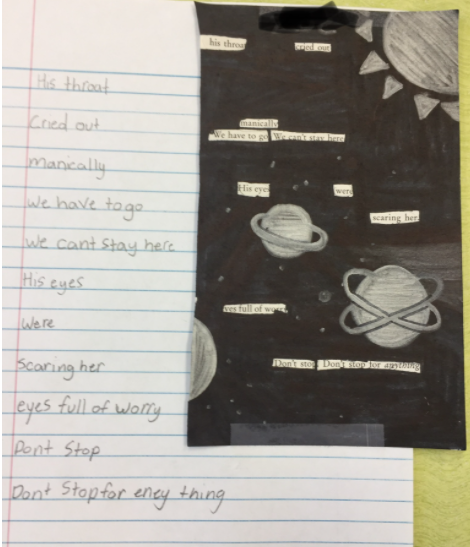 His throat
Cried out
manically
We have to go
We cant stay here
His eyes
Were
Scaring her
eyes full of worry
Dont Stop
Dont Stop for eney thing
his throat
cried out
manically
We have to go We can't stay here
His eyes
were
scaring her.
yes full of worry
Don't stop. Don't stop for anything